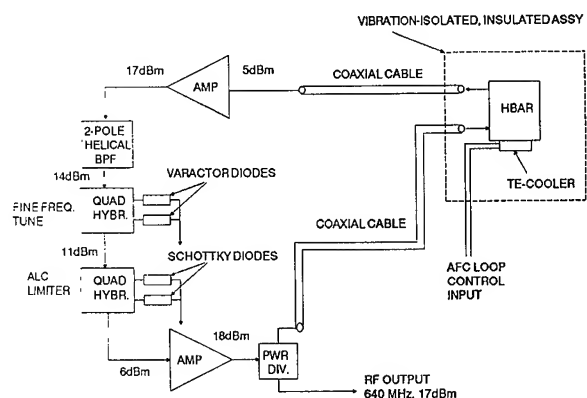 VIBRATION-ISOLATED, INSULATED ASSY
17dBm
AMP
5dBm
COAXIAL CABLE
HBAR
2-POLE
HELICAL
BPF
TE-COOLER
14dBm
VARACTOR DIODES
FINE FREQ.
TUNE
QUAD
HYBR.
COAXIAL CABLE
11dBm
SCHOTTKY DIODES
AFC LOOP
CONTROL
INPUT
ALC
LIMITER
QUAD
HYBR.
18dBm
6dBm
AMP
PWR
DIV.
RF OUTPUT
640 MHz, 17dBm